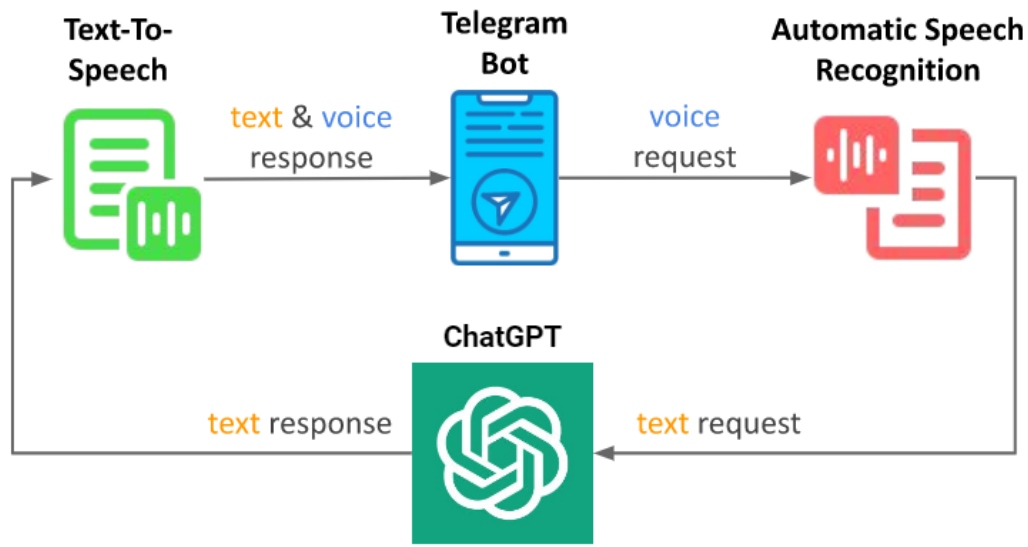 Text-To-
Speech
Telegram
Bot
Automatic Speech
Recognition
text & voice
response
voice
request
ChatGPT
text response
text request